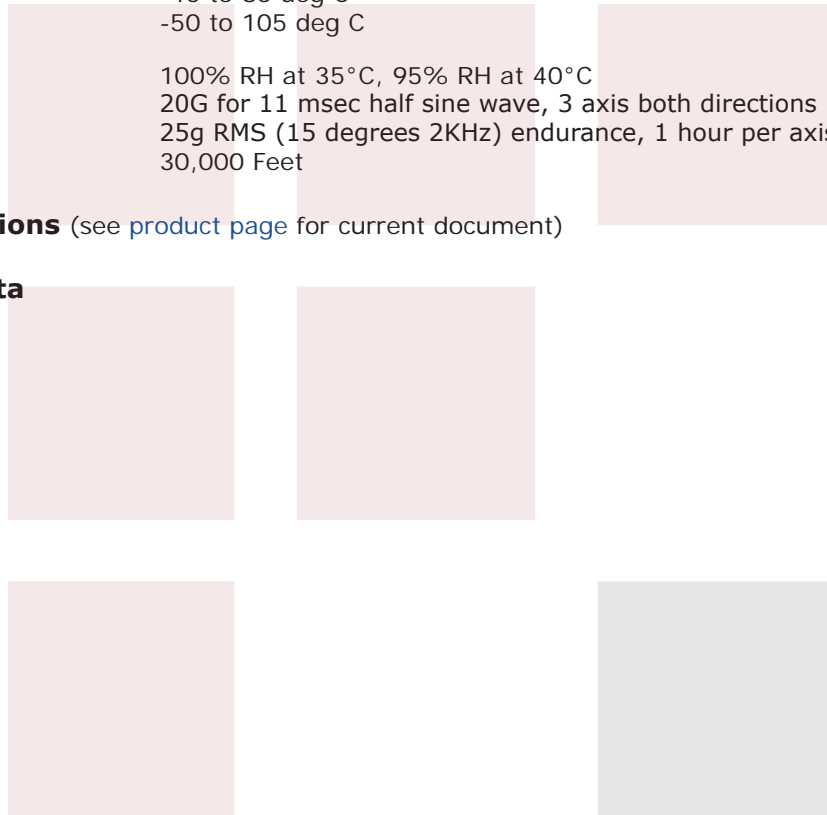 -50 to 105 deg C
100% RH at 35°C, 95% RH at 40°C
20G for 11 msec half sine wave, 3 axis both directions
25g RMS (15 degrees 2KHz) endurance, 1 hour per axis
30,000 Feet
ions (see product page for current document)
ta